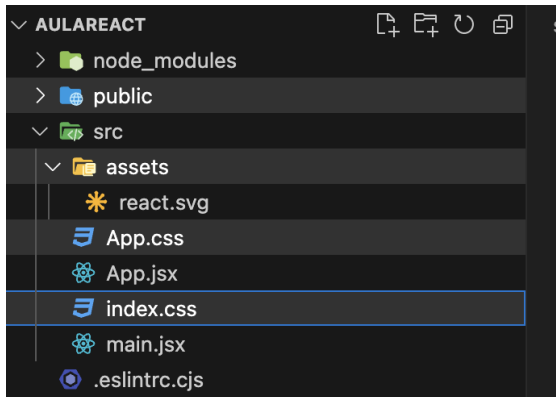 AULAREACT
node_modules
public
src
assets
react.svg
App.css
App.jsx
index.css
main.jsx
.eslintrc.cjs